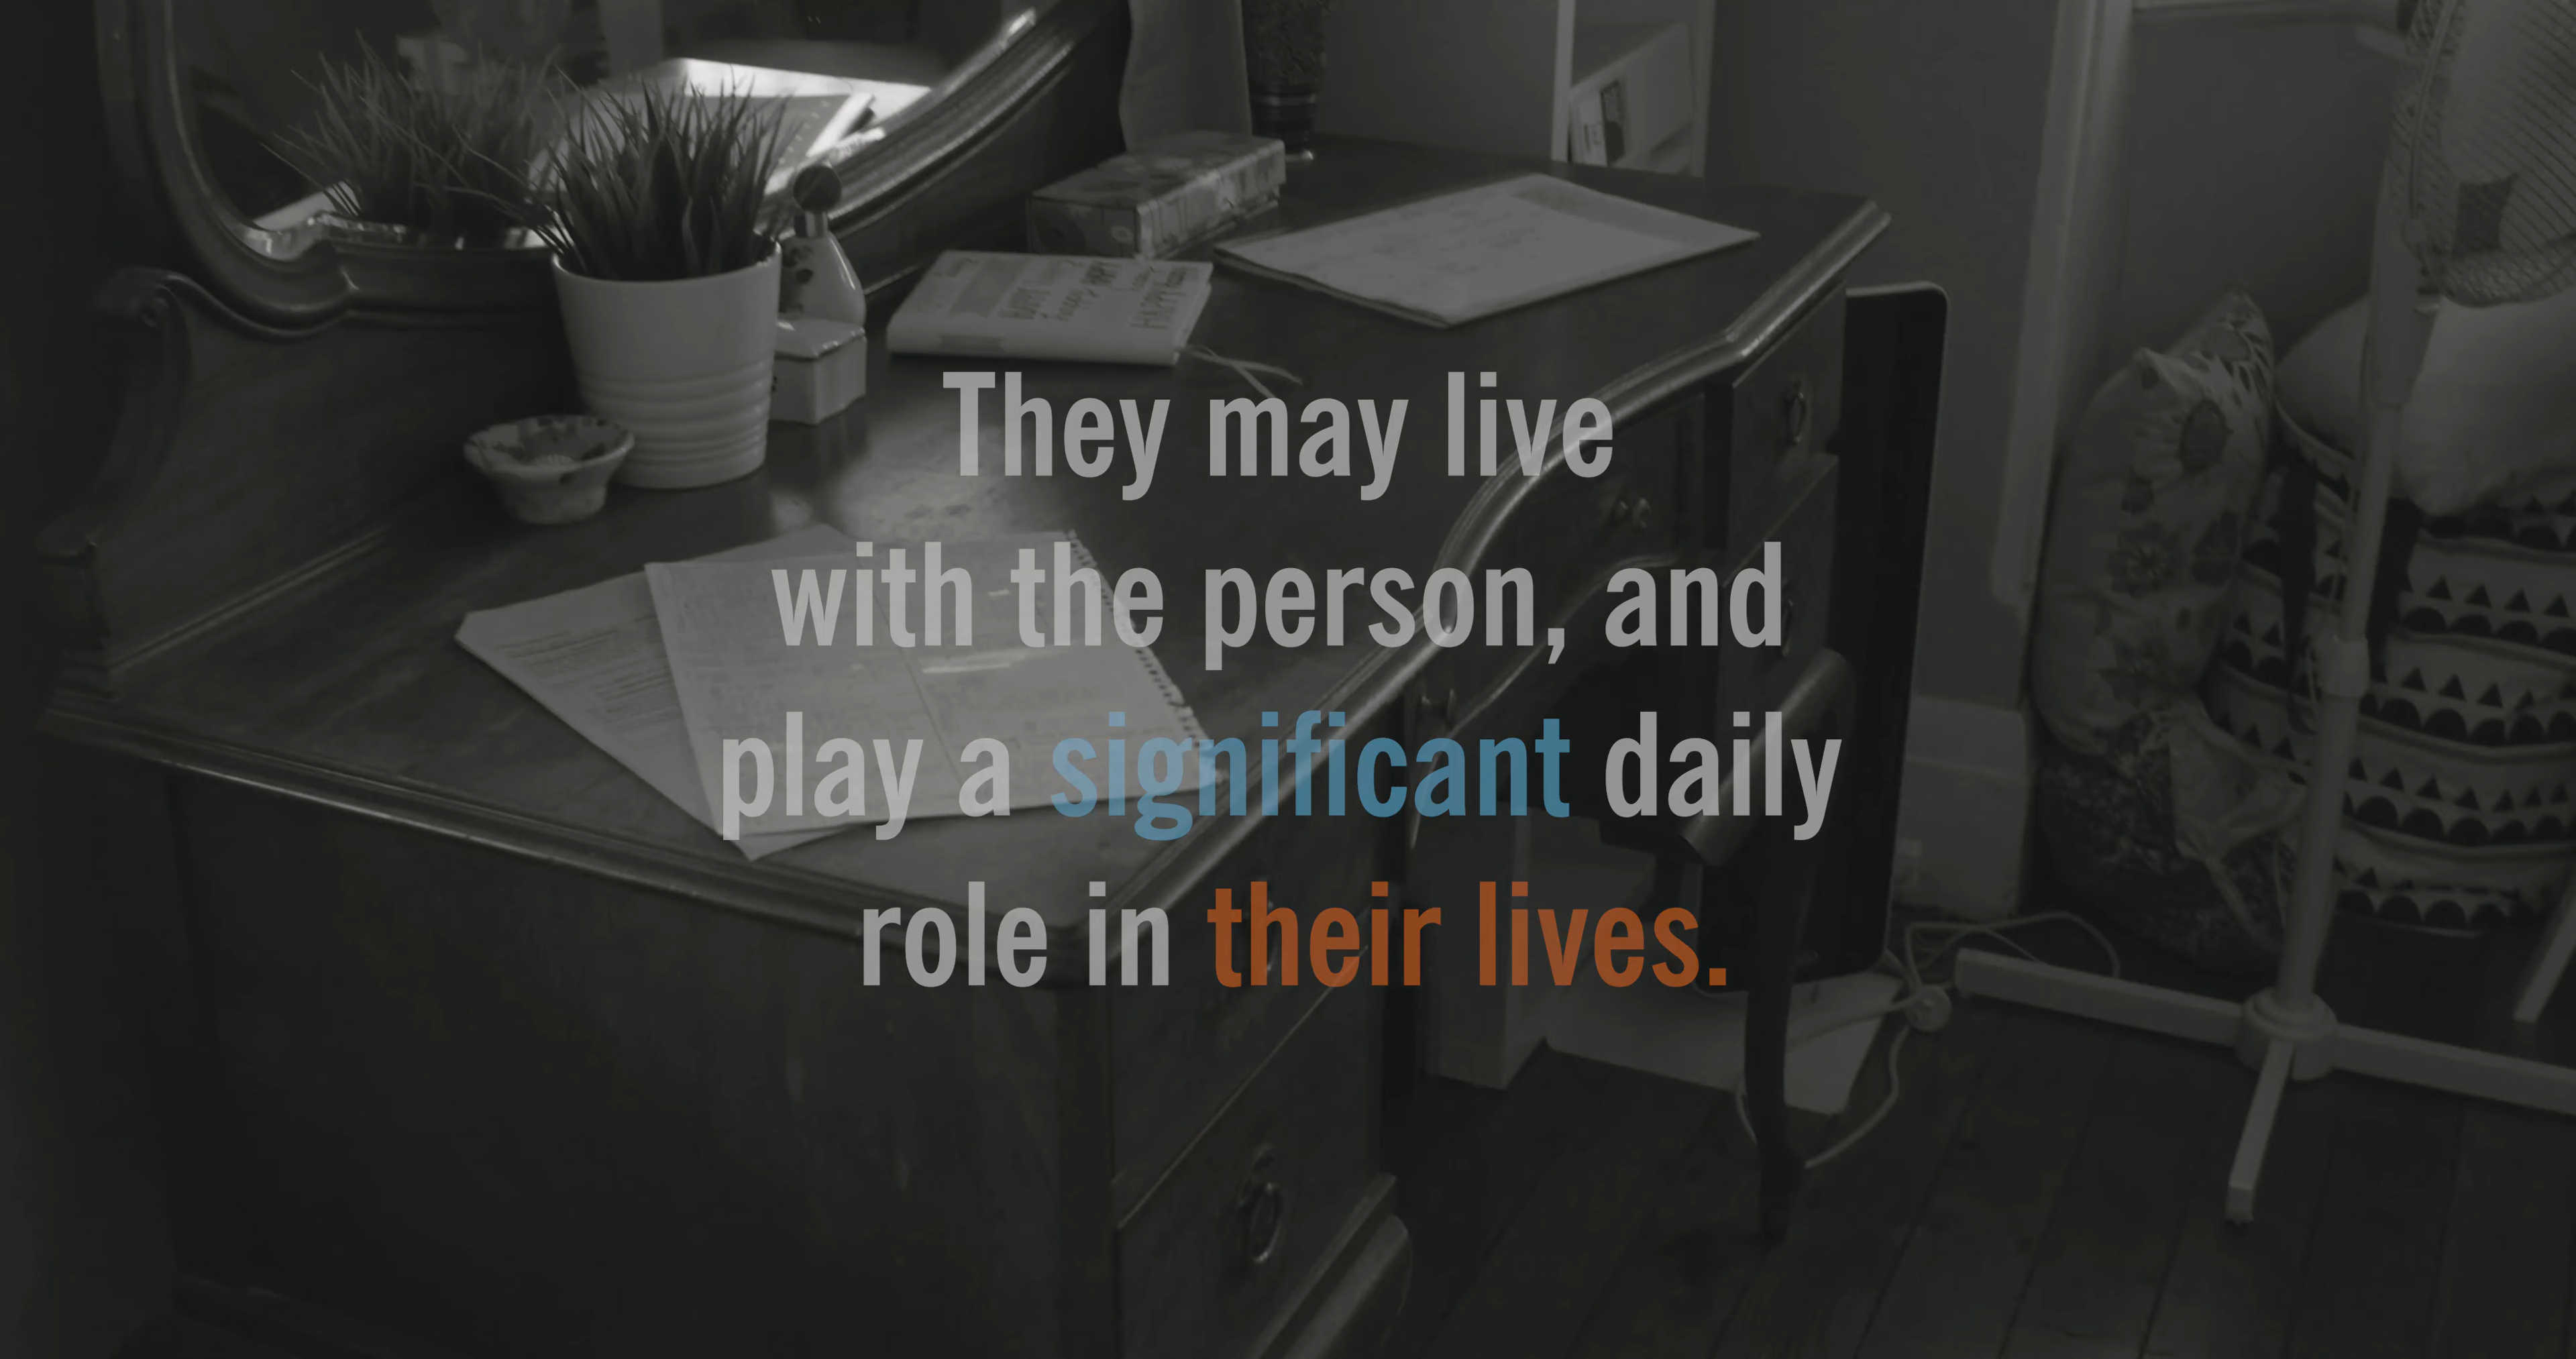 They may live
with the person, and
play a significant daily
role in their lives.